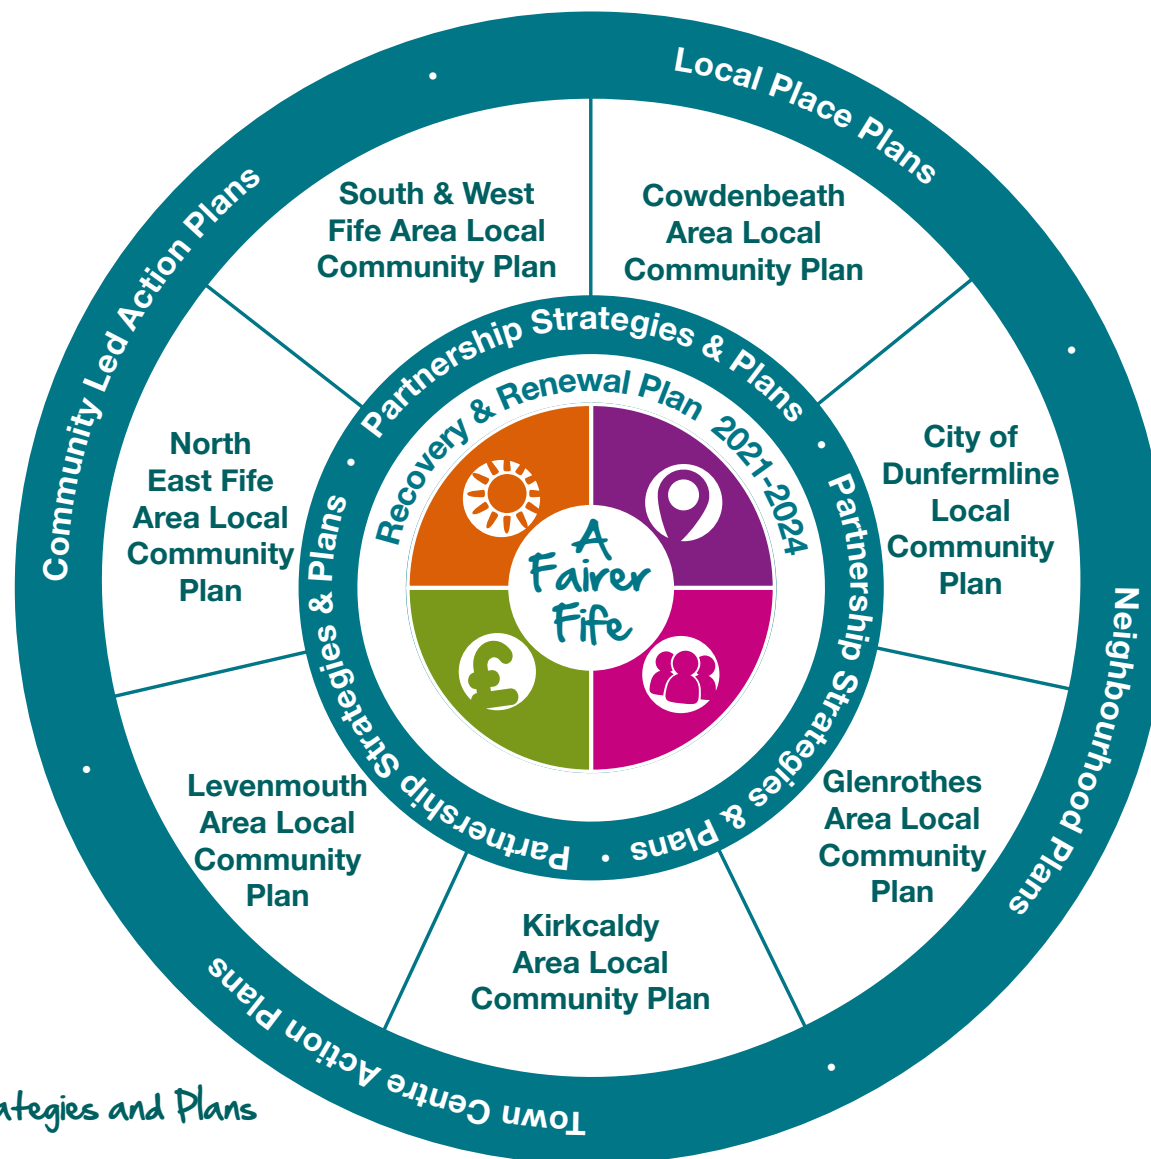 Local Place Plans
Neighbourhood Plans
Town Centre Action Plans
Community Led Action Plans
South & West
Fife Area Local
Community Plan
Cowdenbeath
Area Local
Community Plan
City of
Dunfermline
Local
Community
Plan
Glenrothes
Area Local
Community
Plan
Kirkcaldy
Area Local
Community Plan
Levenmouth
Area Local
Community
Plan
North
East Fife
Area Local
Community
Plan
Partnership Strategies & Plans
Partnership Strategies & Plans
Partnership Strategies & Plans
Recovery & Renewal Plan 2021-2024
A
Fairer
Fife
and Plans